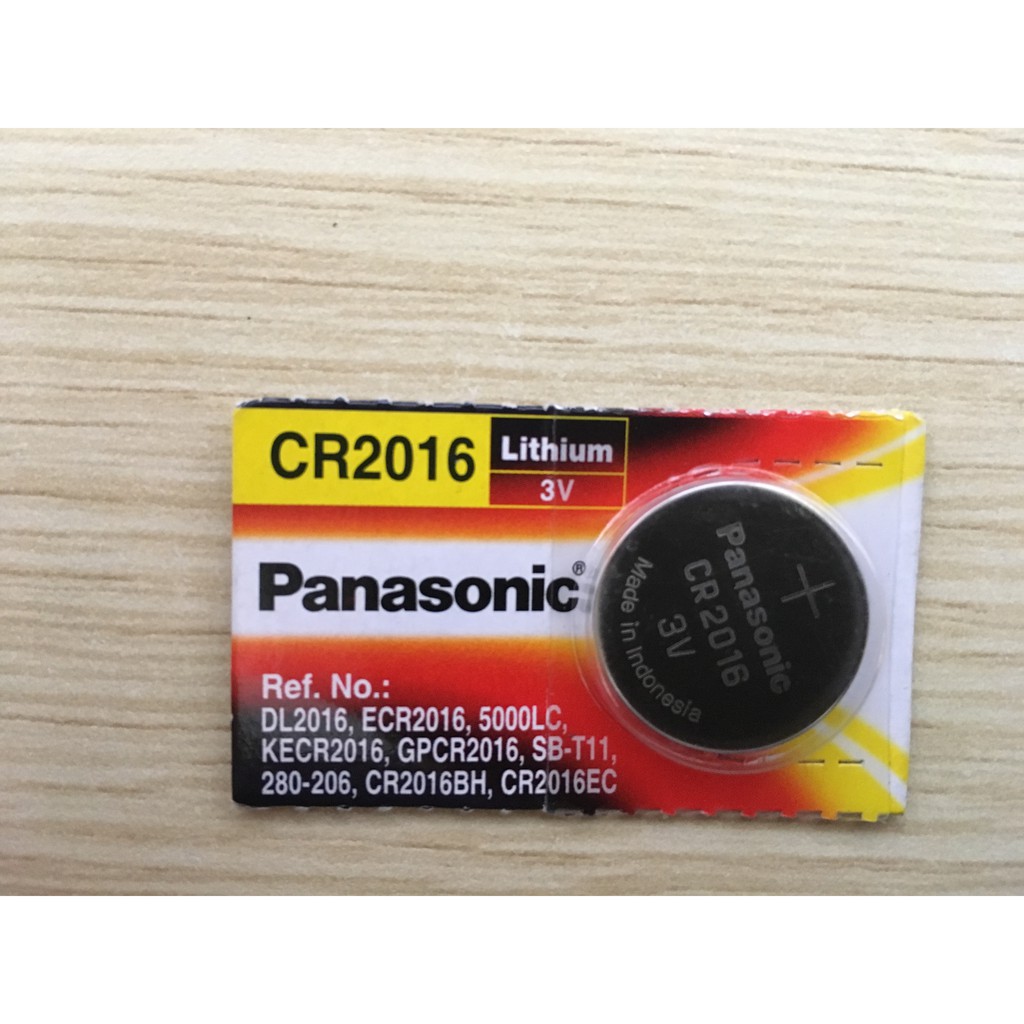 CR2016
Lithium
3V
Panasonic®
Ref. No.:
DL2016, ECR2016, 5000LC,
KECR2016, GPCR2016, SB-T11,
280-206, CR2016BH, CR2016EC
+
Panasonic
CR2016
3V
Made in Indonesia